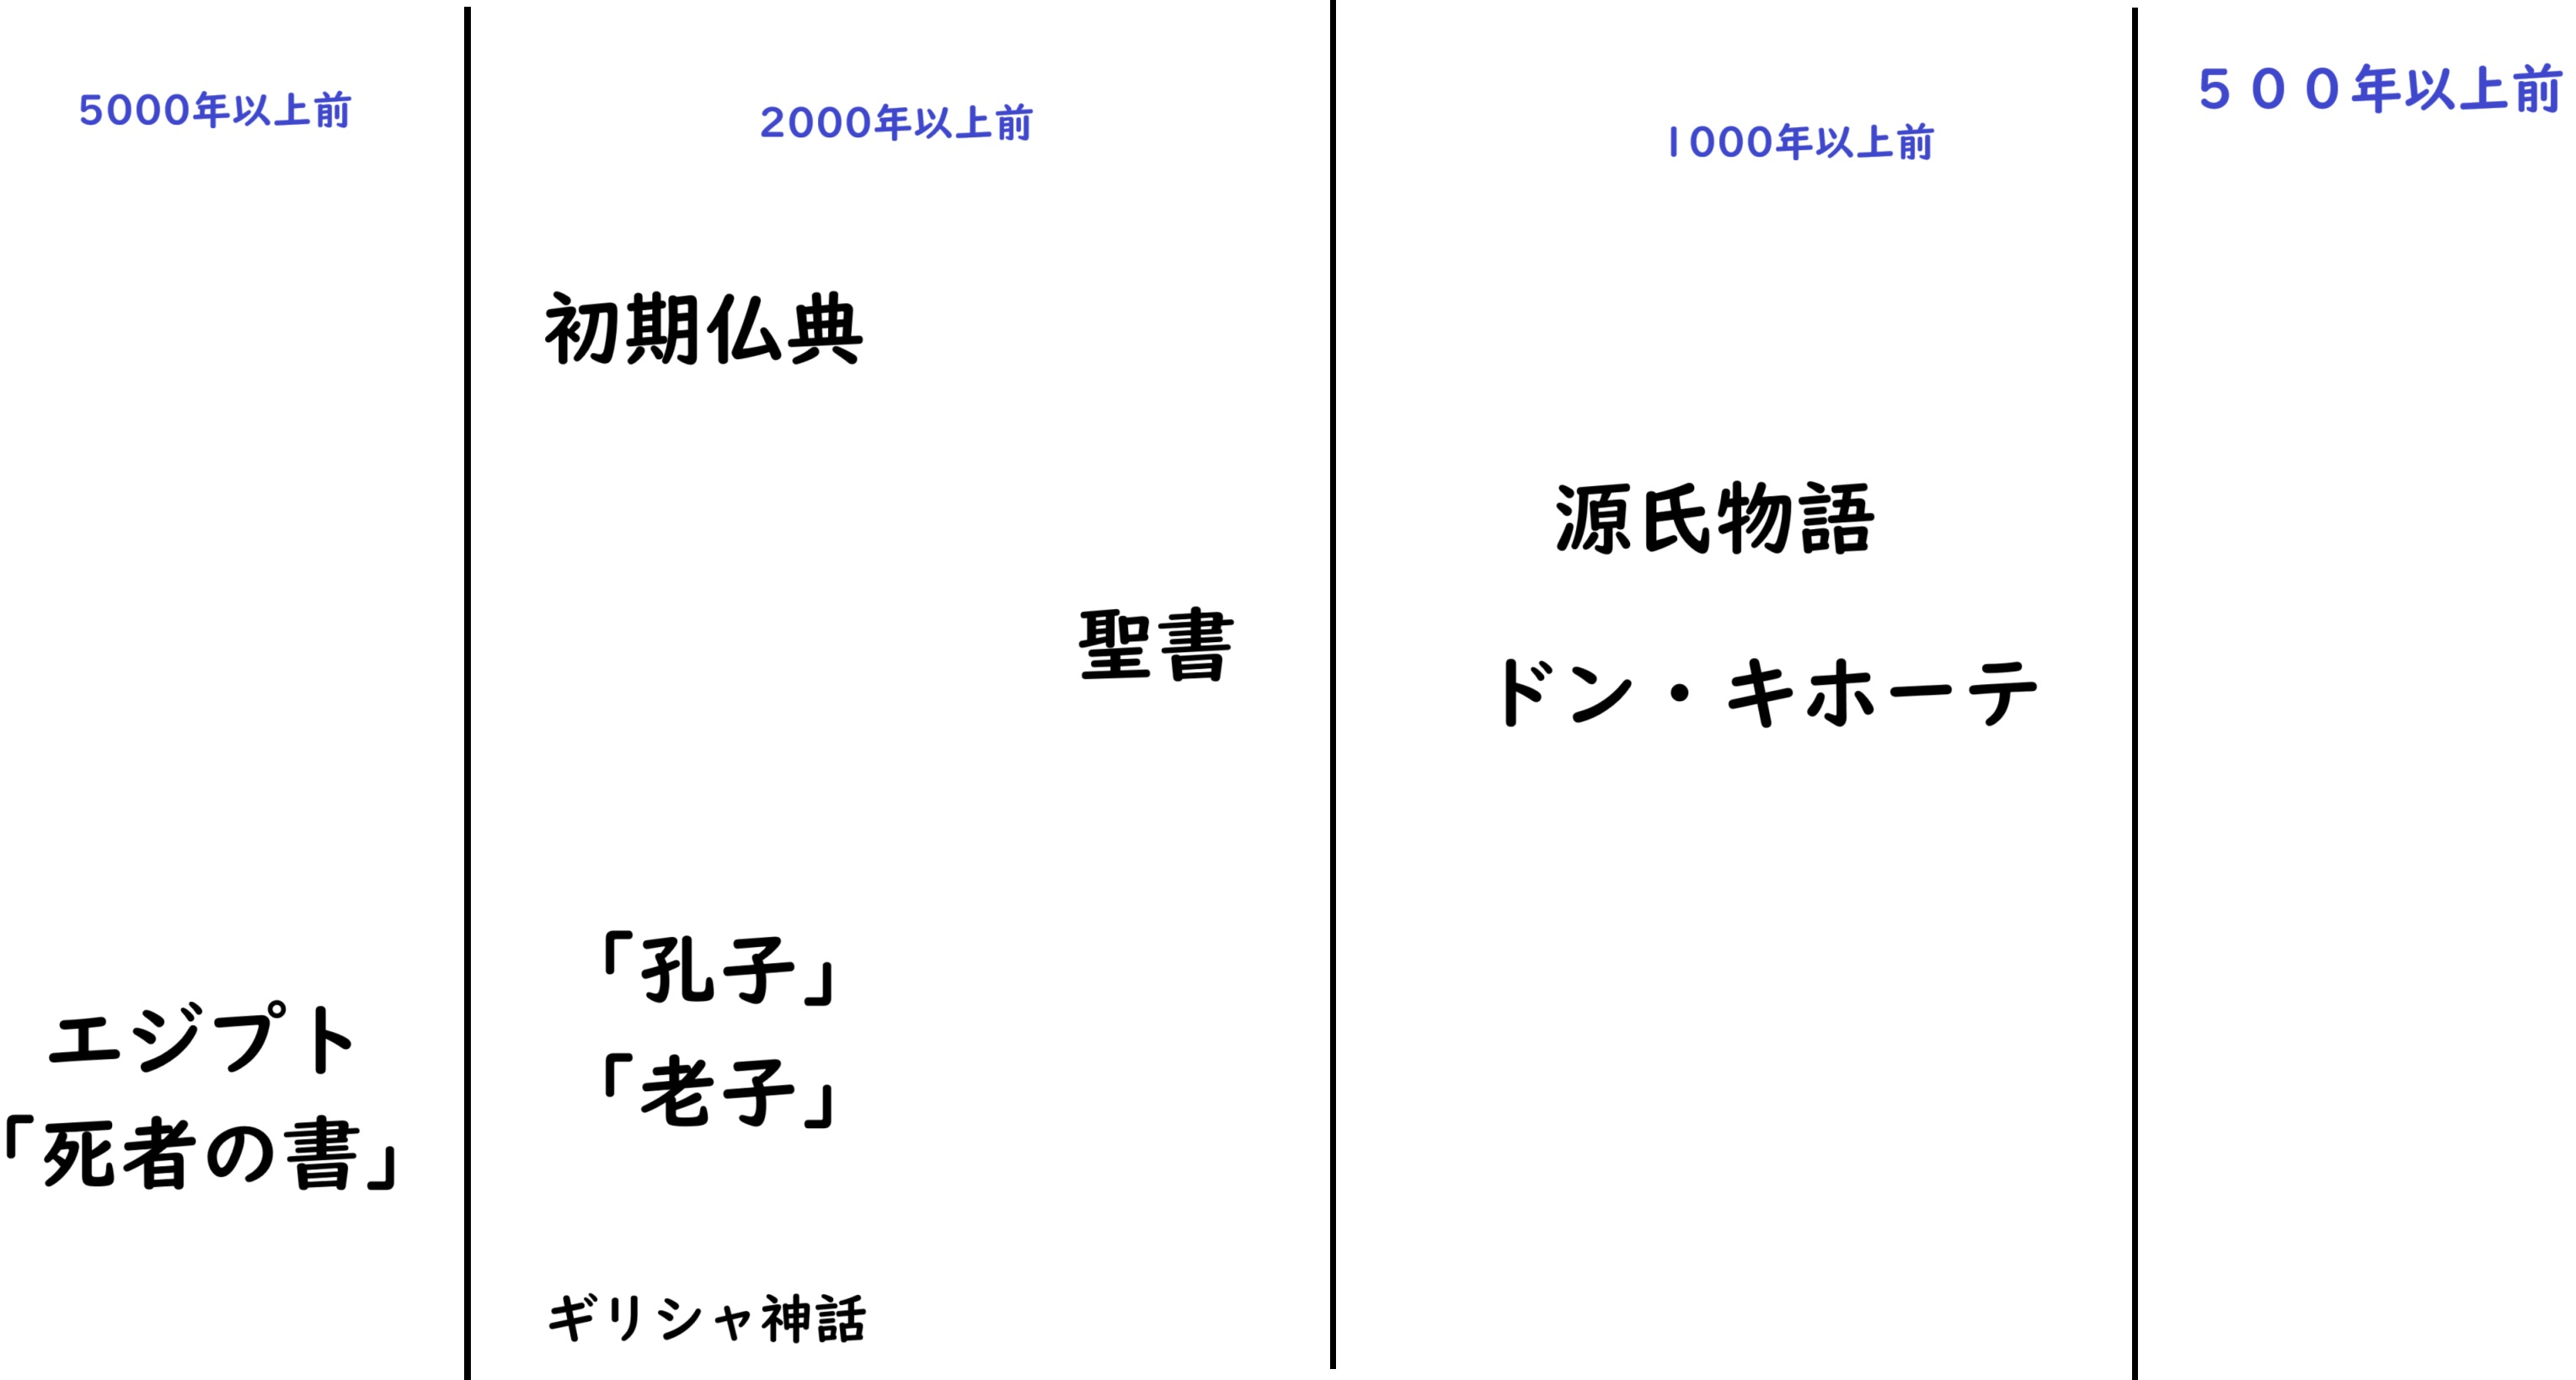 5000年以上前
エジプト
「死者の書」
2000年以上前
初期仏典
聖書
「孔子」
「老子」
ギリシャ神話
1000年以上前
源氏物語
ドン・キホーテ
５００年以上前